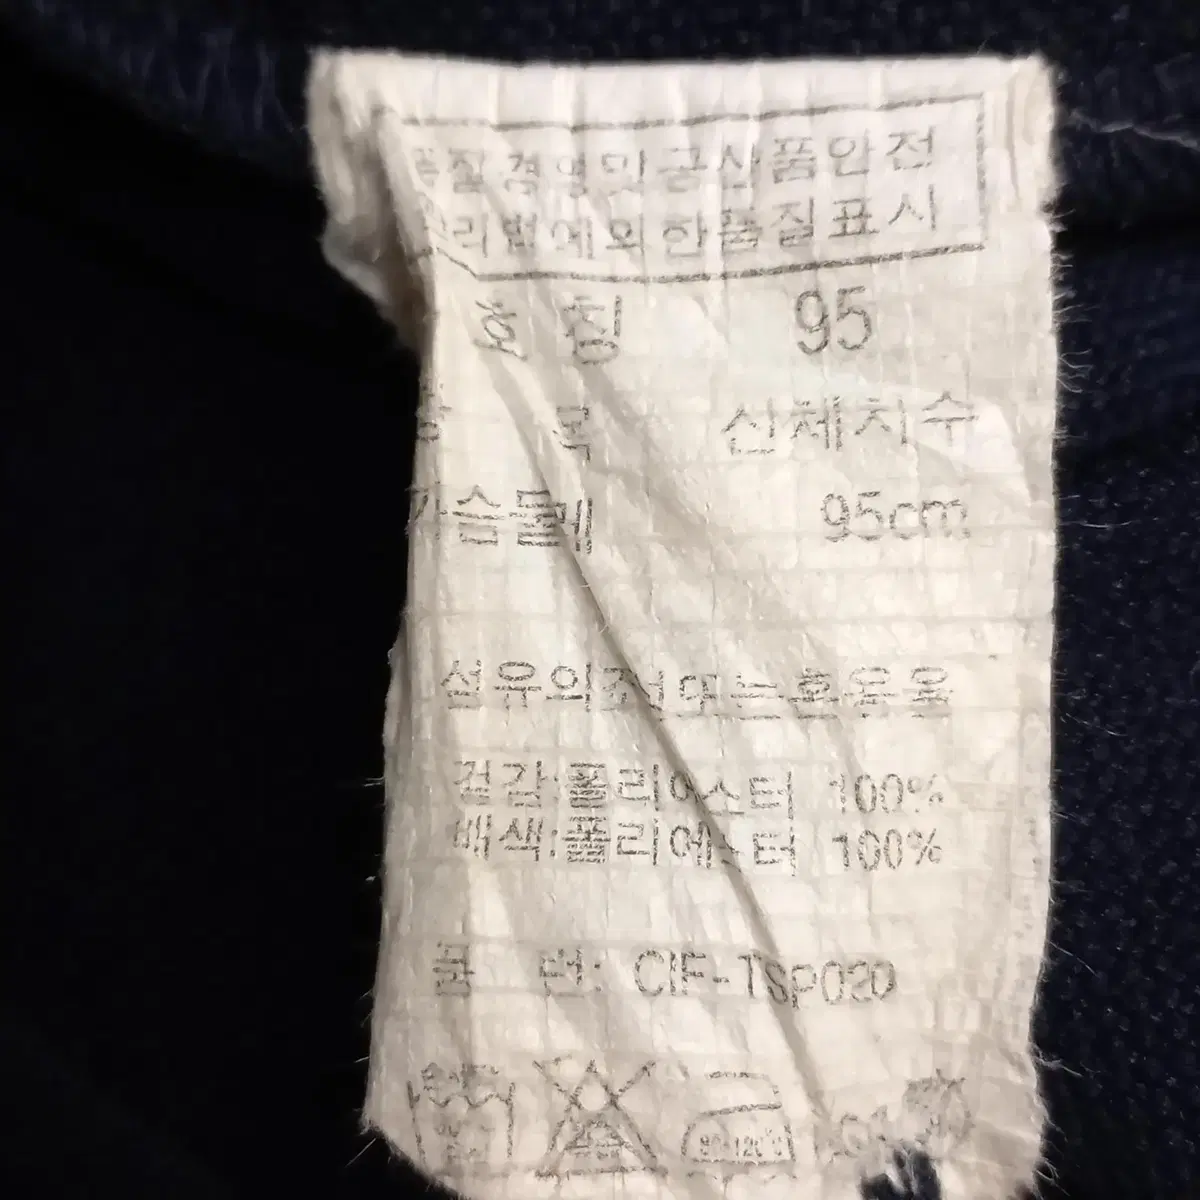 품질경영및공산품안전
관리법에의한품질표시
호 칭 95
항 목 신체치수
가슴둘레 95cm
섬유의조성또는혼용율
겉감:폴리에스터 100%
배색:폴리에스터 100%
품 번: CIF-TSP020
80-120℃